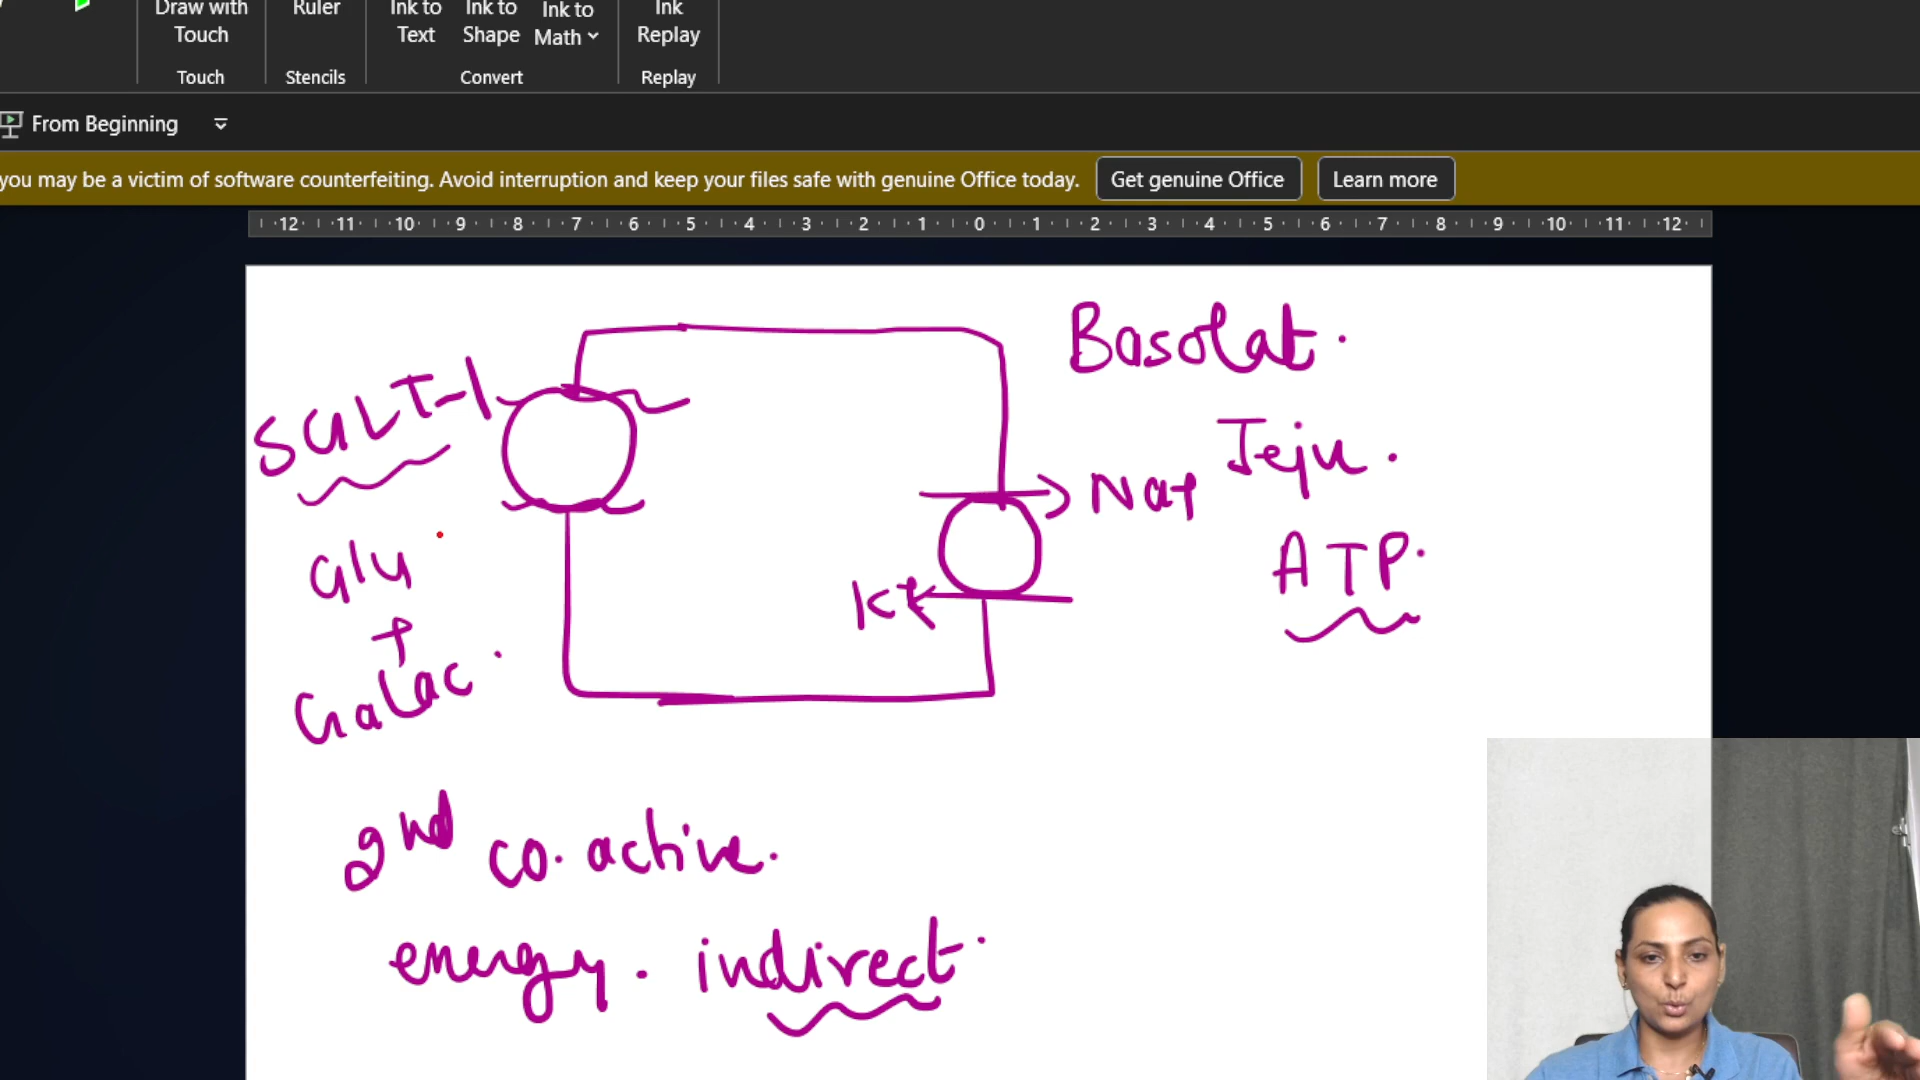 Draw with Touch
Ruler
Ink to Text
Ink to Shape
Ink to Math
Ink Replay
Touch
Stencils
Convert
Replay
From Beginning
you may be a victim of software counterfeiting. Avoid interruption and keep your files safe with genuine Office today.
Get genuine Office
Learn more
12 11 10 9 8 7 6 5 4 3 2 1 0 1 2 3 4 5 6 7 8 9 10 11 12
Basolat.
SGLT-1
Jeju.
Na+
ATP.
K+
Glu
+
Galac.
2nd co. active.
energy. indirect.